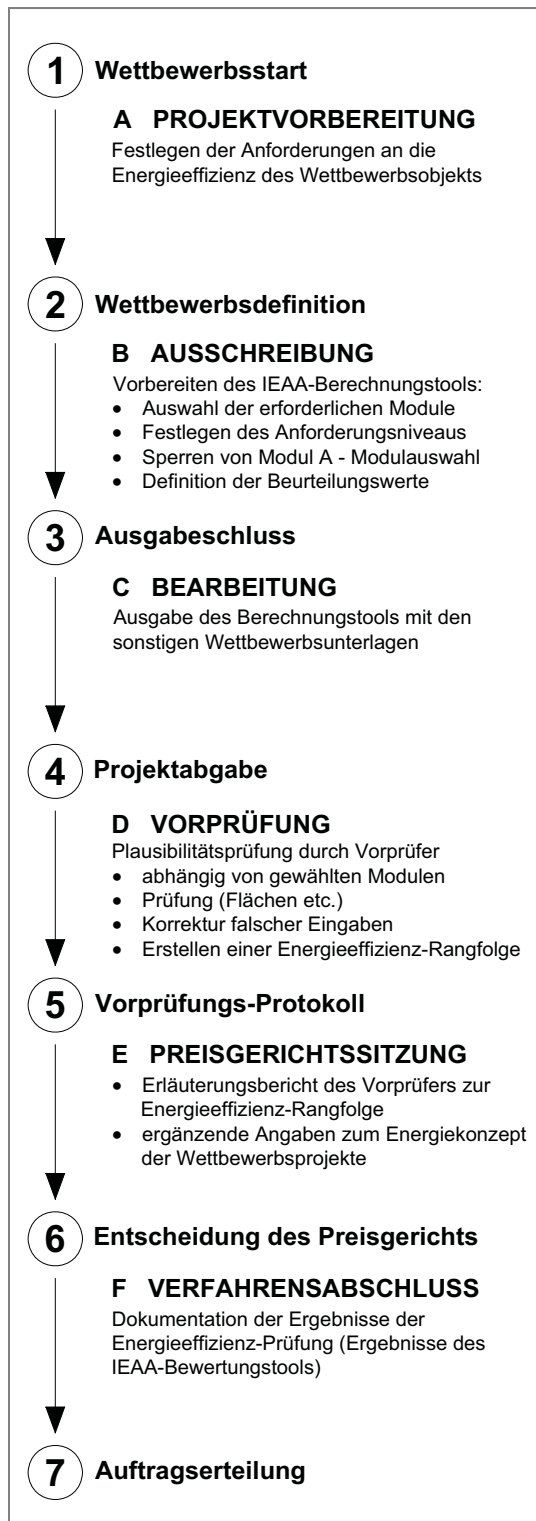 1 Wettbewerbsstart
A PROJEKTVORBEREITUNG
Festlegen der Anforderungen an die
Energieeffizienz des Wettbewerbsobjekts
2 Wettbewerbsdefinition
B AUSSCHREIBUNG
Vorbereiten des IEAA-Berechnungstools:
• Auswahl der erforderlichen Module
• Festlegen des Anforderungsniveaus
• Sperren von Modul A - Modulauswahl
• Definition der Beurteilungswerte
3 Ausgabeschluss
C BEARBEITUNG
Ausgabe des Berechnungstools mit den
sonstigen Wettbewerbsunterlagen
4 Projektabgabe
D VORPRÜFUNG
Plausibilitätsprüfung durch Vorprüfer
• abhängig von gewählten Modulen
• Prüfung (Flächen etc.)
• Korrektur falscher Eingaben
• Erstellen einer Energieeffizienz-Rangfolge
5 Vorprüfungs-Protokoll
E PREISGERICHTSSITZUNG
• Erläuterungsbericht des Vorprüfers zur
Energieeffizienz-Rangfolge
• ergänzende Angaben zum Energiekonzept
der Wettbewerbsprojekte
6 Entscheidung des Preisgerichts
F VERFAHRENSABSCHLUSS
Dokumentation der Ergebnisse der
Energieeffizienz-Prüfung (Ergebnisse des
IEAA-Bewertungstools)
7 Auftragserteilung